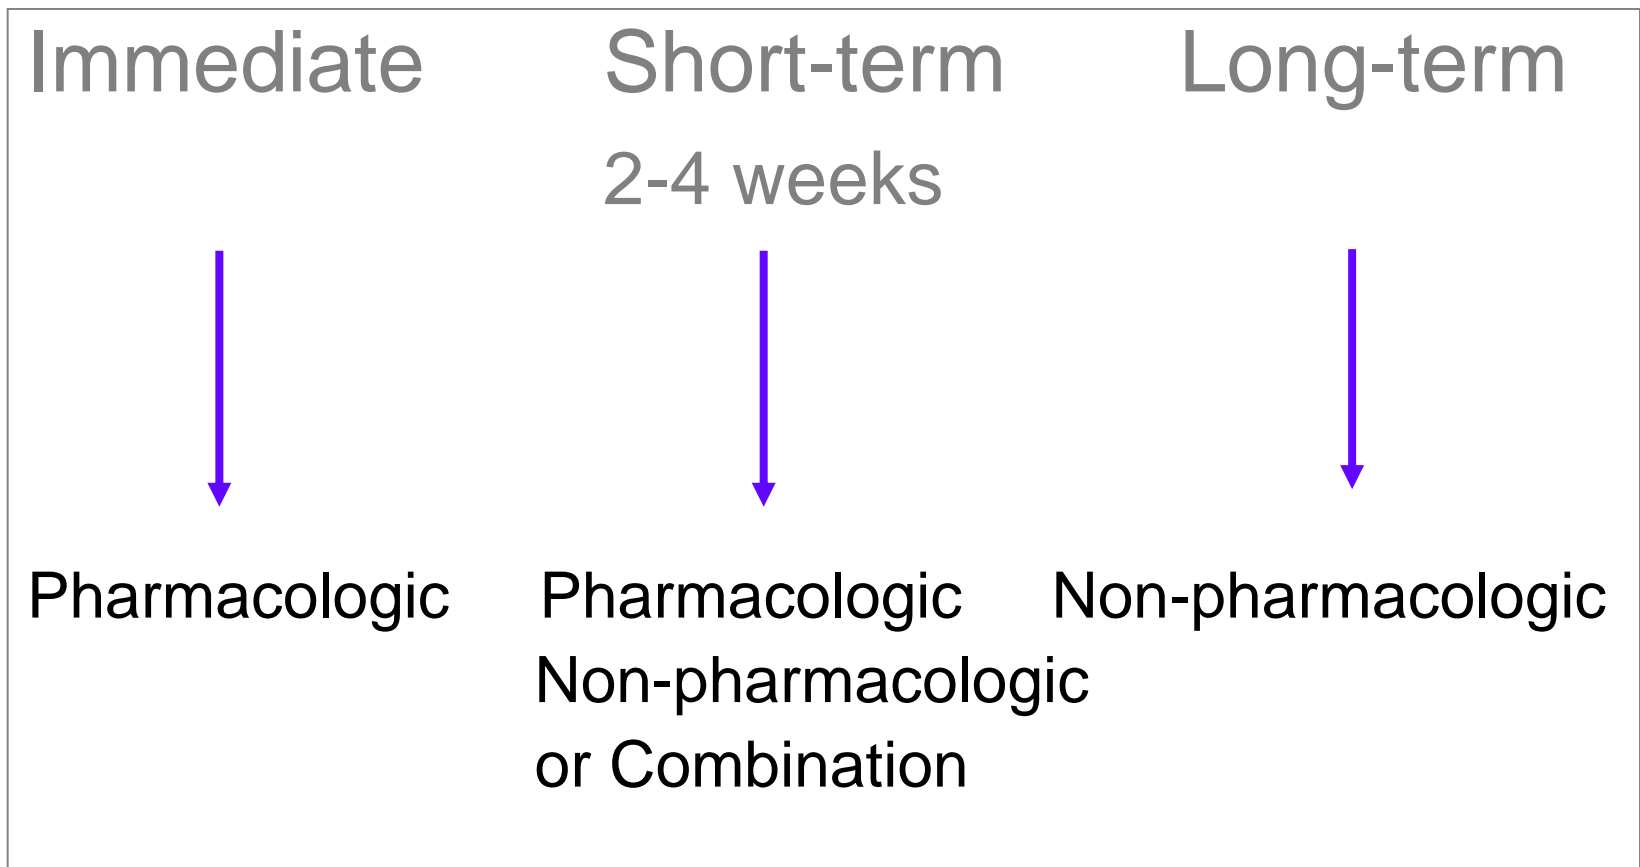 Immediate Short-term Long-term
2-4 weeks
Pharmacologic Pharmacologic Non-pharmacologic
Non-pharmacologic
or Combination